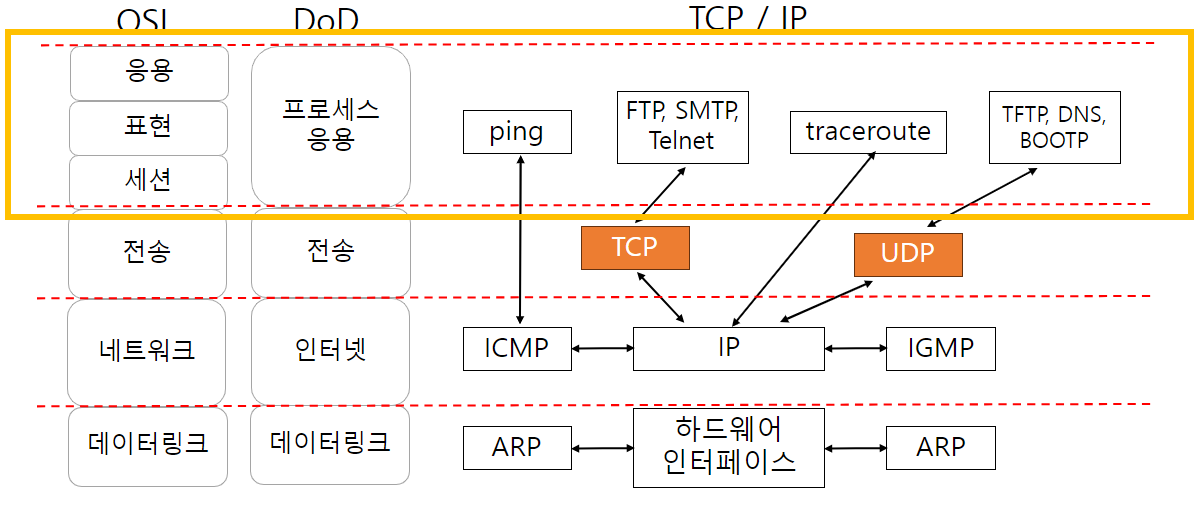 OSI
DoD
TCP / IP
응용
표현
세션
프로세스
응용
ping
FTP, SMTP,
Telnet
traceroute
TFTP, DNS,
BOOTP
전송
전송
TCP
UDP
네트워크
인터넷
ICMP
IP
IGMP
데이터링크
데이터링크
ARP
하드웨어
인터페이스
ARP